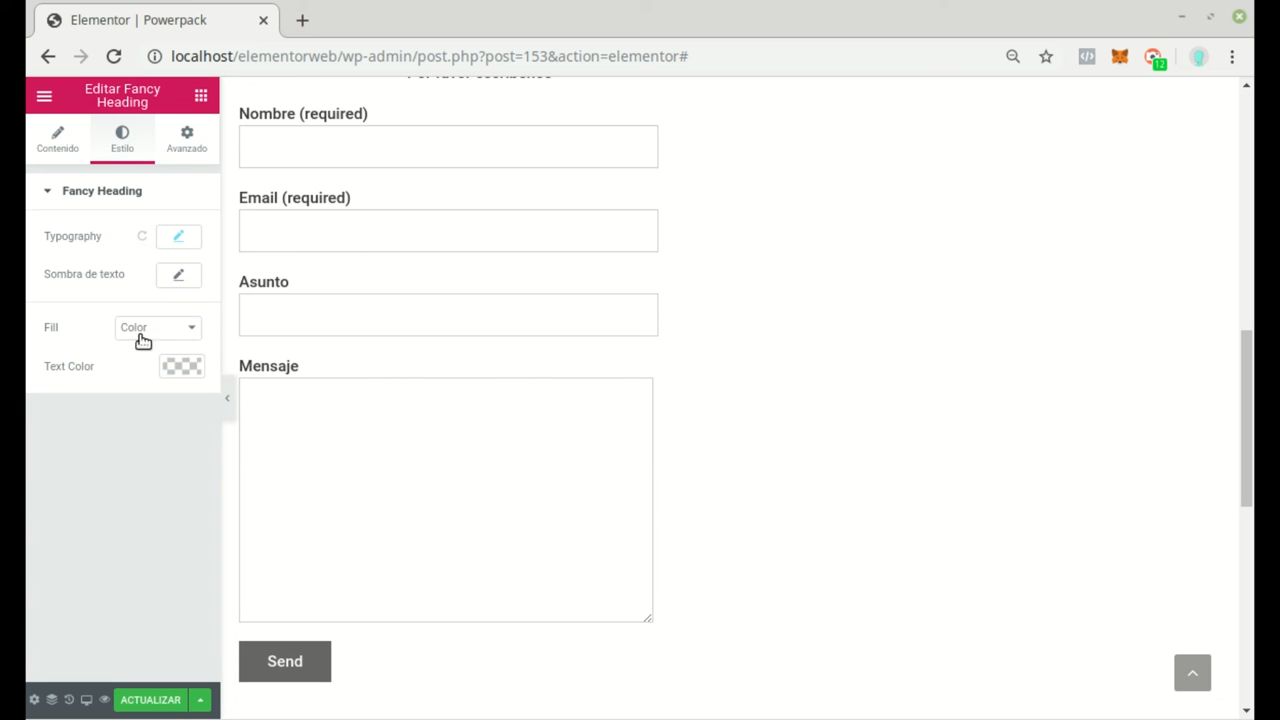 Elementor | Powerpack
localhost/elementorweb/wp-admin/post.php?post=153&action=elementor#
12
Editar Fancy
Heading
Contenido
Estilo
Avanzado
Fancy Heading
Typography
Sombra de texto
Fill
Color
Text Color
ACTUALIZAR
Nombre (required)
Email (required)
Asunto
Mensaje
Send